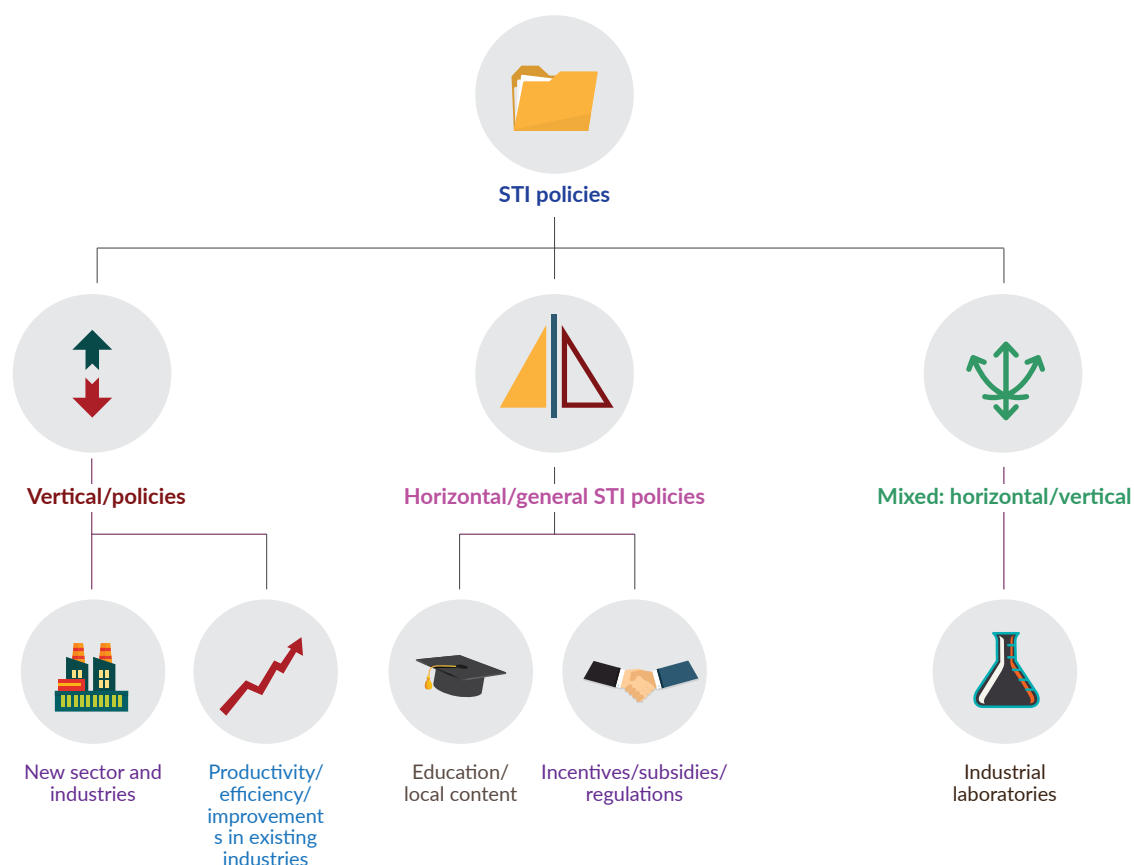 STI policies
Vertical/policies
Horizontal/general STI policies
Mixed: horizontal/vertical
New sector and
industries
Productivity/
efficiency/
improvement
s in existing
industries
Education/
local content
Incentives/subsidies/
regulations
Industrial
laboratories